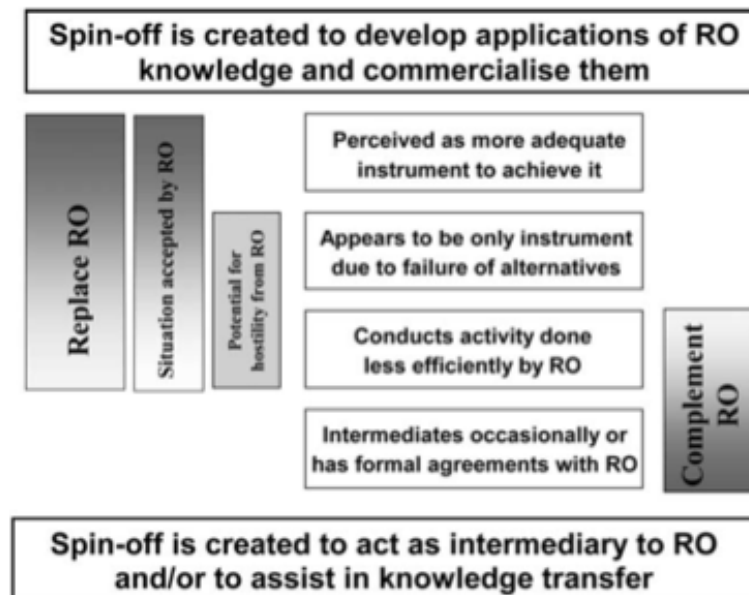 Spin-off is created to develop applications of RO
knowledge and commercialise them
Replace RO
Situation accepted by RO
Potential for
hostility from RO
Perceived as more adequate
instrument to achieve it
Appears to be only instrument
due to failure of alternatives
Conducts activity done
less efficiently by RO
Intermediates occasionally or
has formal agreements with RO
Complement
RO
Spin-off is created to act as intermediary to RO
and/or to assist in knowledge transfer